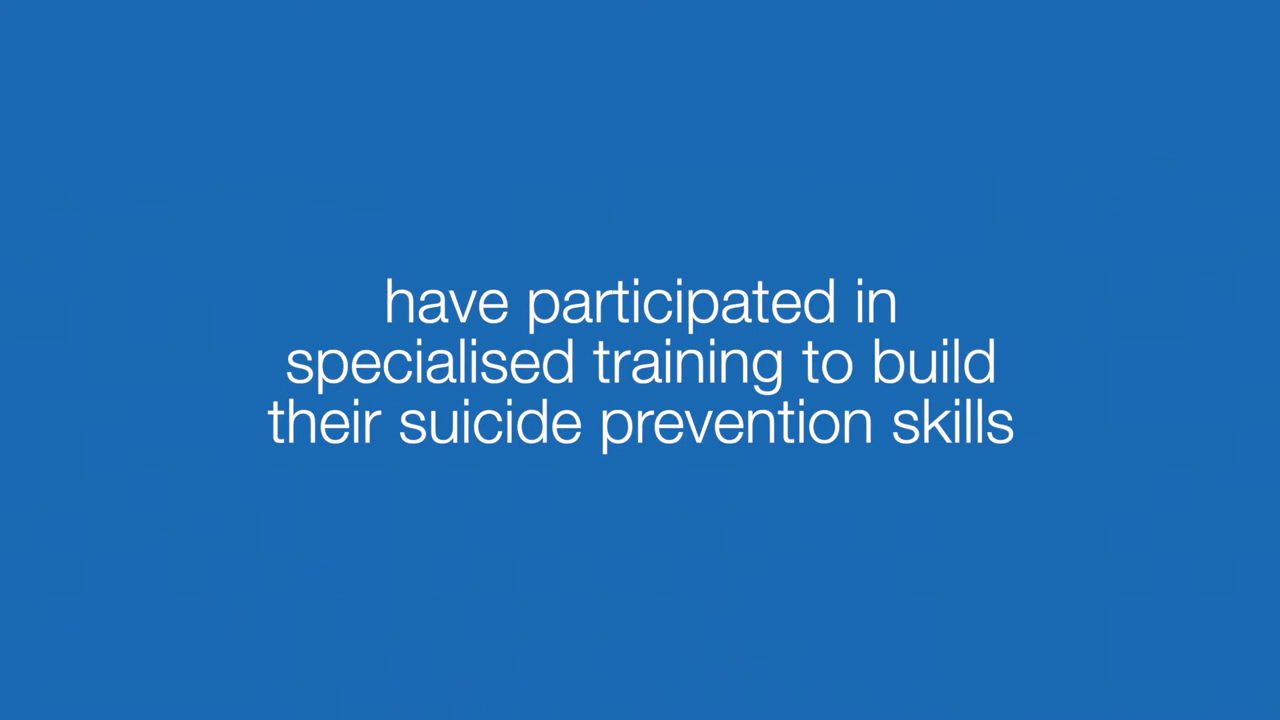 have participated in
specialised training to build
their suicide prevention skills